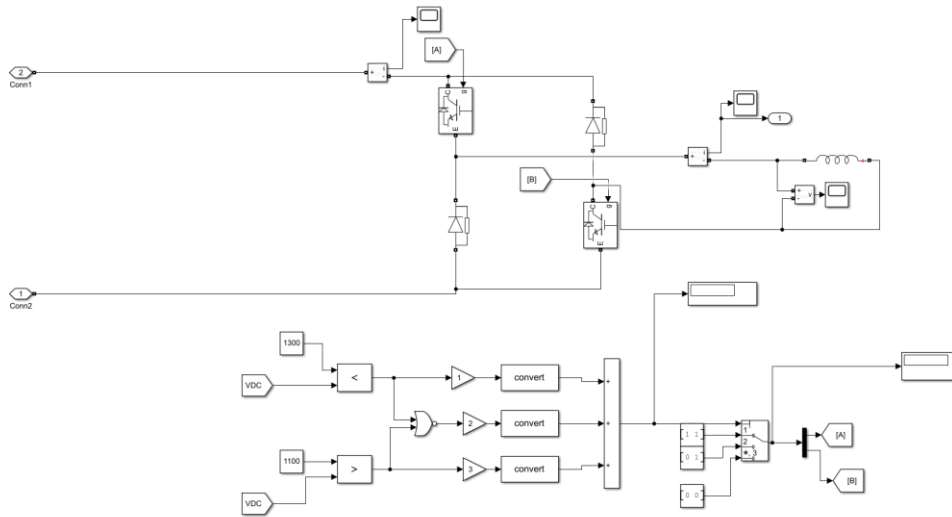 [A]
2
Conn1
+
i
-
C
g
E
1
+
i
-
[B]
C
g
E
+
v
-
1
Conn2
1300
VDC
<
1
convert
+
2
convert
+
1100
VDC
>
3
convert
+
[ 1 1 ]
[ 0 1 ]
[ 0 0 ]
1
2
*, 3
[A]
[B]